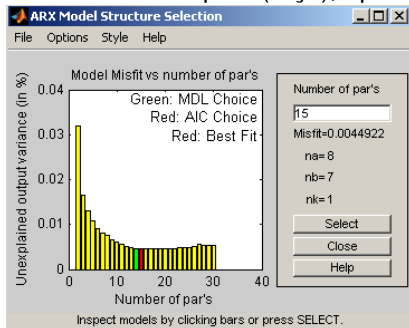 ARX Model Structure Selection
File Options Style Help
Model Misfit vs number of par's
Green: MDL Choice
Red: AIC Choice
Red: Best Fit
Unexplained output variance (in %)
0.04
0.03
0.02
0.01
0
0 10 20 30 40
Number of par's
Number of par's
15
Misfit=0.0044922
na= 8
nb= 7
nk= 1
Select
Close
Help
Inspect models by clicking bars or press SELECT.